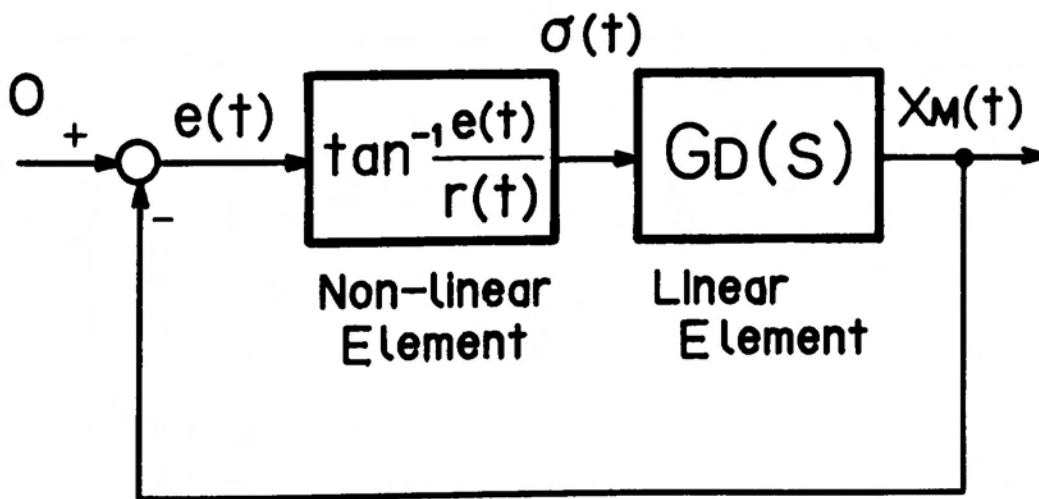 σ(t)
0
+
e(t)
tan⁻¹ e(t)/r(t)
GD(S)
XM(t)
-
Non-linear
Element
Linear
Element